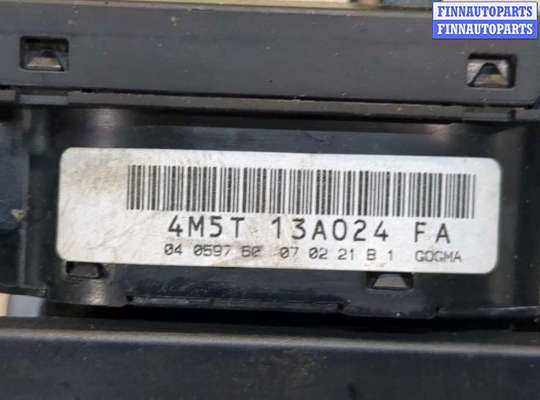 FINNAUTOPARTS
FINNAUTOPARTS
4M5T 13A024 FA
04 0597 60 07 02 21 B 1 GOGMA